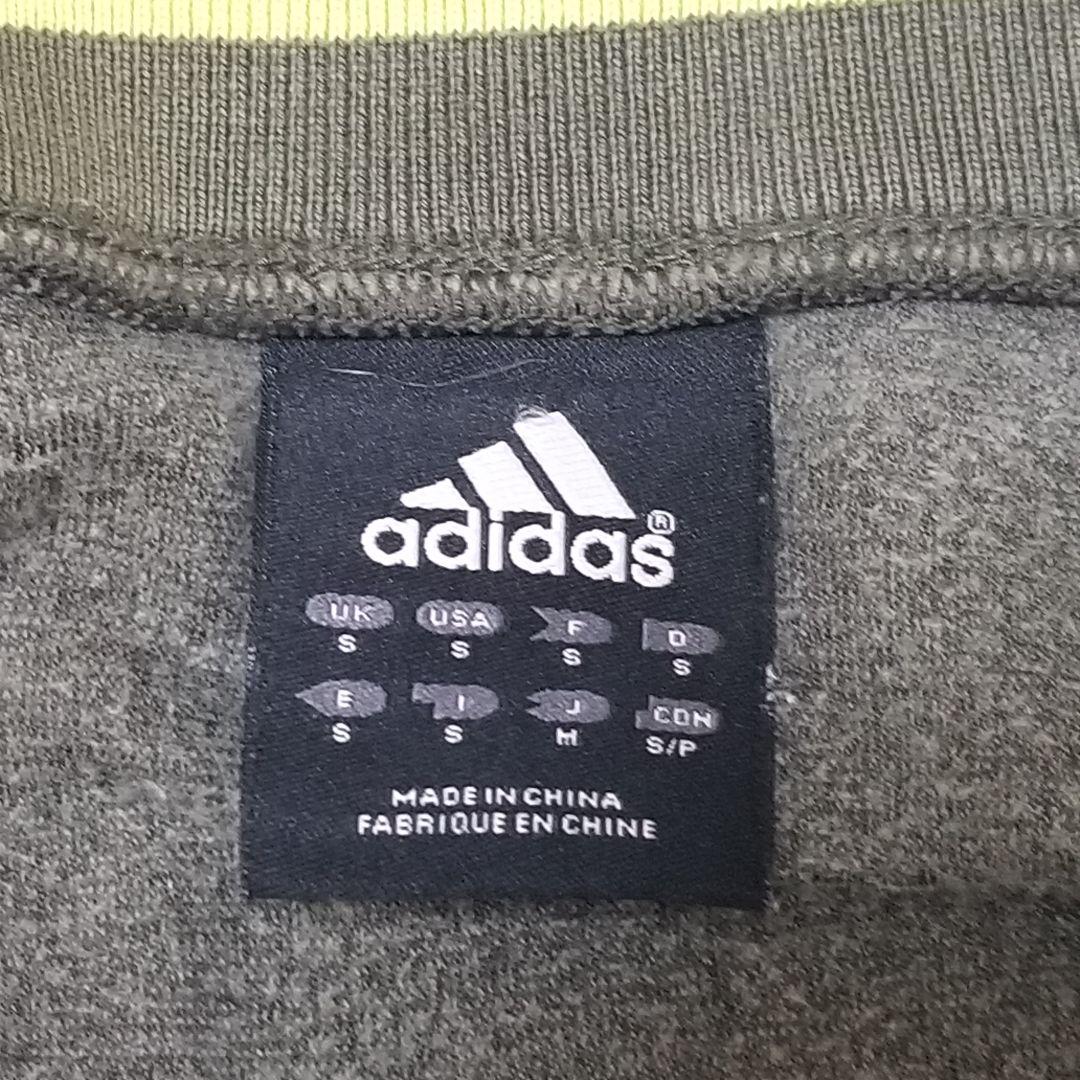 adidas®
UK USA F D
S S S S
E I J CDN
S S M S/P
MADE IN CHINA
FABRIQUE EN CHINE